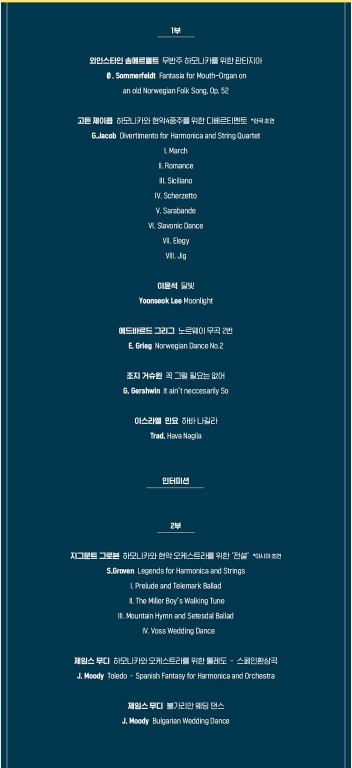 1부
외인스타인 솜메르펠트 무반주 하모니카를 위한 판타지아
Ø. Sommerfeldt Fantasia for Mouth-Organ on
an old Norwegian Folk Song, Op. 52
고든 제이콥 하모니카와 현악4중주를 위한 디베르티멘토 *한국 초연
G.Jacob Divertimento for Harmonica and String Quartet
I. March
II. Romance
III. Siciliano
IV. Scherzetto
V. Sarabande
VI. Slavonic Dance
VII. Elegy
VIII. Jig
이윤석 달빛
Yoonseok Lee Moonlight
에드바르드 그리그 노르웨이 무곡 2번
E. Grieg Norwegian Dance No.2
조지 거슈윈 꼭 그럴 필요는 없어
G. Gershwin It ain't neccesarily So
이스라엘 민요 하바 나길라
Trad. Hava Nagila
인터미션
2부
지그문트 그로븐 하모니카와 현악 오케스트라를 위한 '전설' *아시아 초연
S.Groven Legends for Harmonica and Strings
I. Prelude and Telemark Ballad
II. The Miller Boy's Walking Tune
III. Mountain Hymn and Setesdal Ballad
IV. Voss Wedding Dance
제임스 무디 하모니카와 오케스트라를 위한 톨레도 - 스페인환상곡
J. Moody Toledo - Spanish Fantasy for Harmonica and Orchestra
제임스 무디 불가리안 웨딩 댄스
J. Moody Bulgarian Wedding Dance